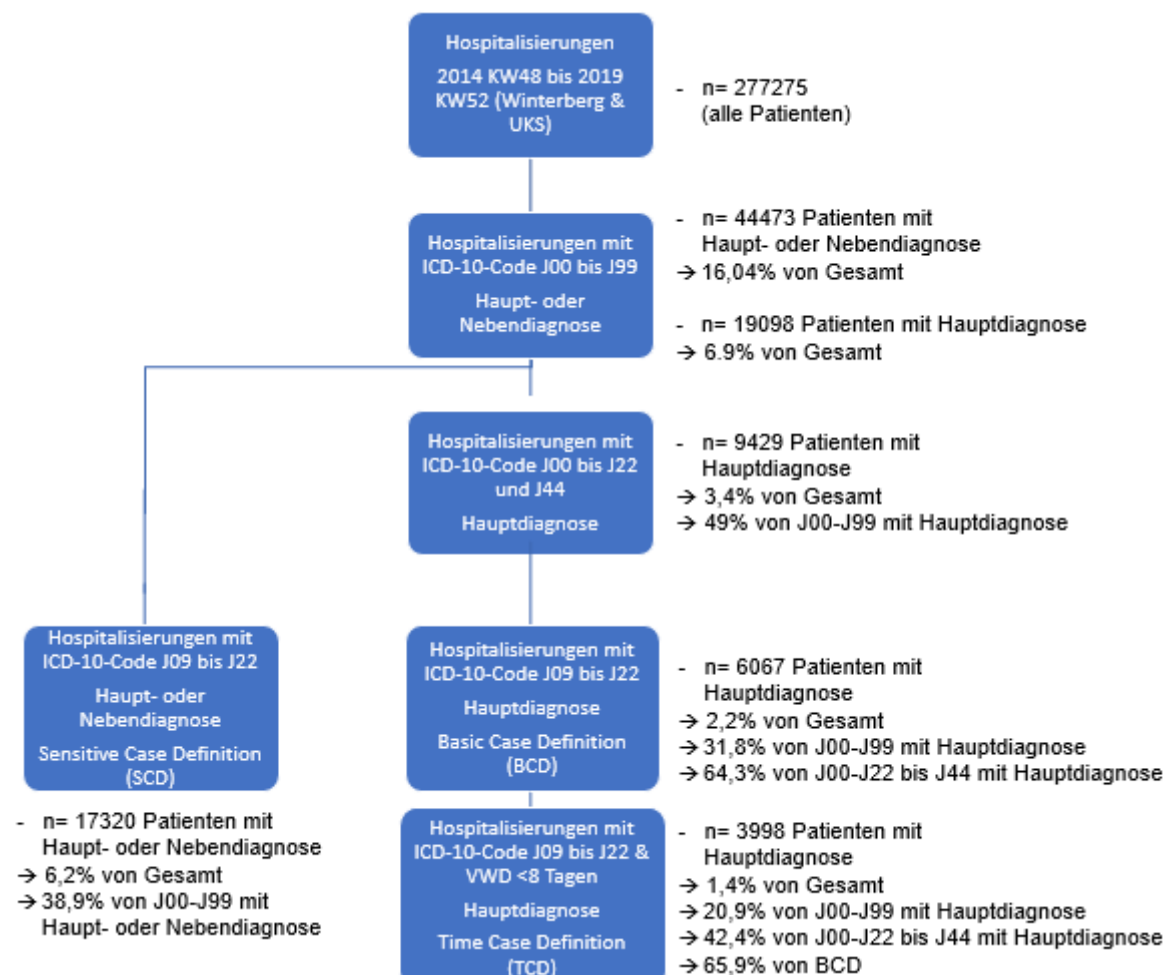 Hospitalisierungen
2014 KW48 bis 2019
KW52 (Winterberg &
UKS)
- n= 277275
(alle Patienten)
Hospitalisierungen mit
ICD-10-Code J00 bis J99
Haupt- oder
Nebendiagnose
- n= 44473 Patienten mit
Haupt- oder Nebendiagnose
→ 16,04% von Gesamt
- n= 19098 Patienten mit Hauptdiagnose
→ 6.9% von Gesamt
Hospitalisierungen mit
ICD-10-Code J00 bis J22
und J44
Hauptdiagnose
- n= 9429 Patienten mit
Hauptdiagnose
→ 3,4% von Gesamt
→ 49% von J00-J99 mit Hauptdiagnose
Hospitalisierungen mit
ICD-10-Code J09 bis J22
Haupt- oder
Nebendiagnose
Sensitive Case Definition
(SCD)
- n= 17320 Patienten mit
Haupt- oder Nebendiagnose
→ 6,2% von Gesamt
→ 38,9% von J00-J99 mit
Haupt- oder Nebendiagnose
Hospitalisierungen mit
ICD-10-Code J09 bis J22
Hauptdiagnose
Basic Case Definition
(BCD)
- n= 6067 Patienten mit
Hauptdiagnose
→ 2,2% von Gesamt
→ 31,8% von J00-J99 mit Hauptdiagnose
→ 64,3% von J00-J22 bis J44 mit Hauptdiagnose
Hospitalisierungen mit
ICD-10-Code J09 bis J22 &
VWD <8 Tagen
Hauptdiagnose
Time Case Definition
(TCD)
- n= 3998 Patienten mit
Hauptdiagnose
→ 1,4% von Gesamt
→ 20,9% von J00-J99 mit Hauptdiagnose
→ 42,4% von J00-J22 bis J44 mit Hauptdiagnose
→ 65,9% von BCD